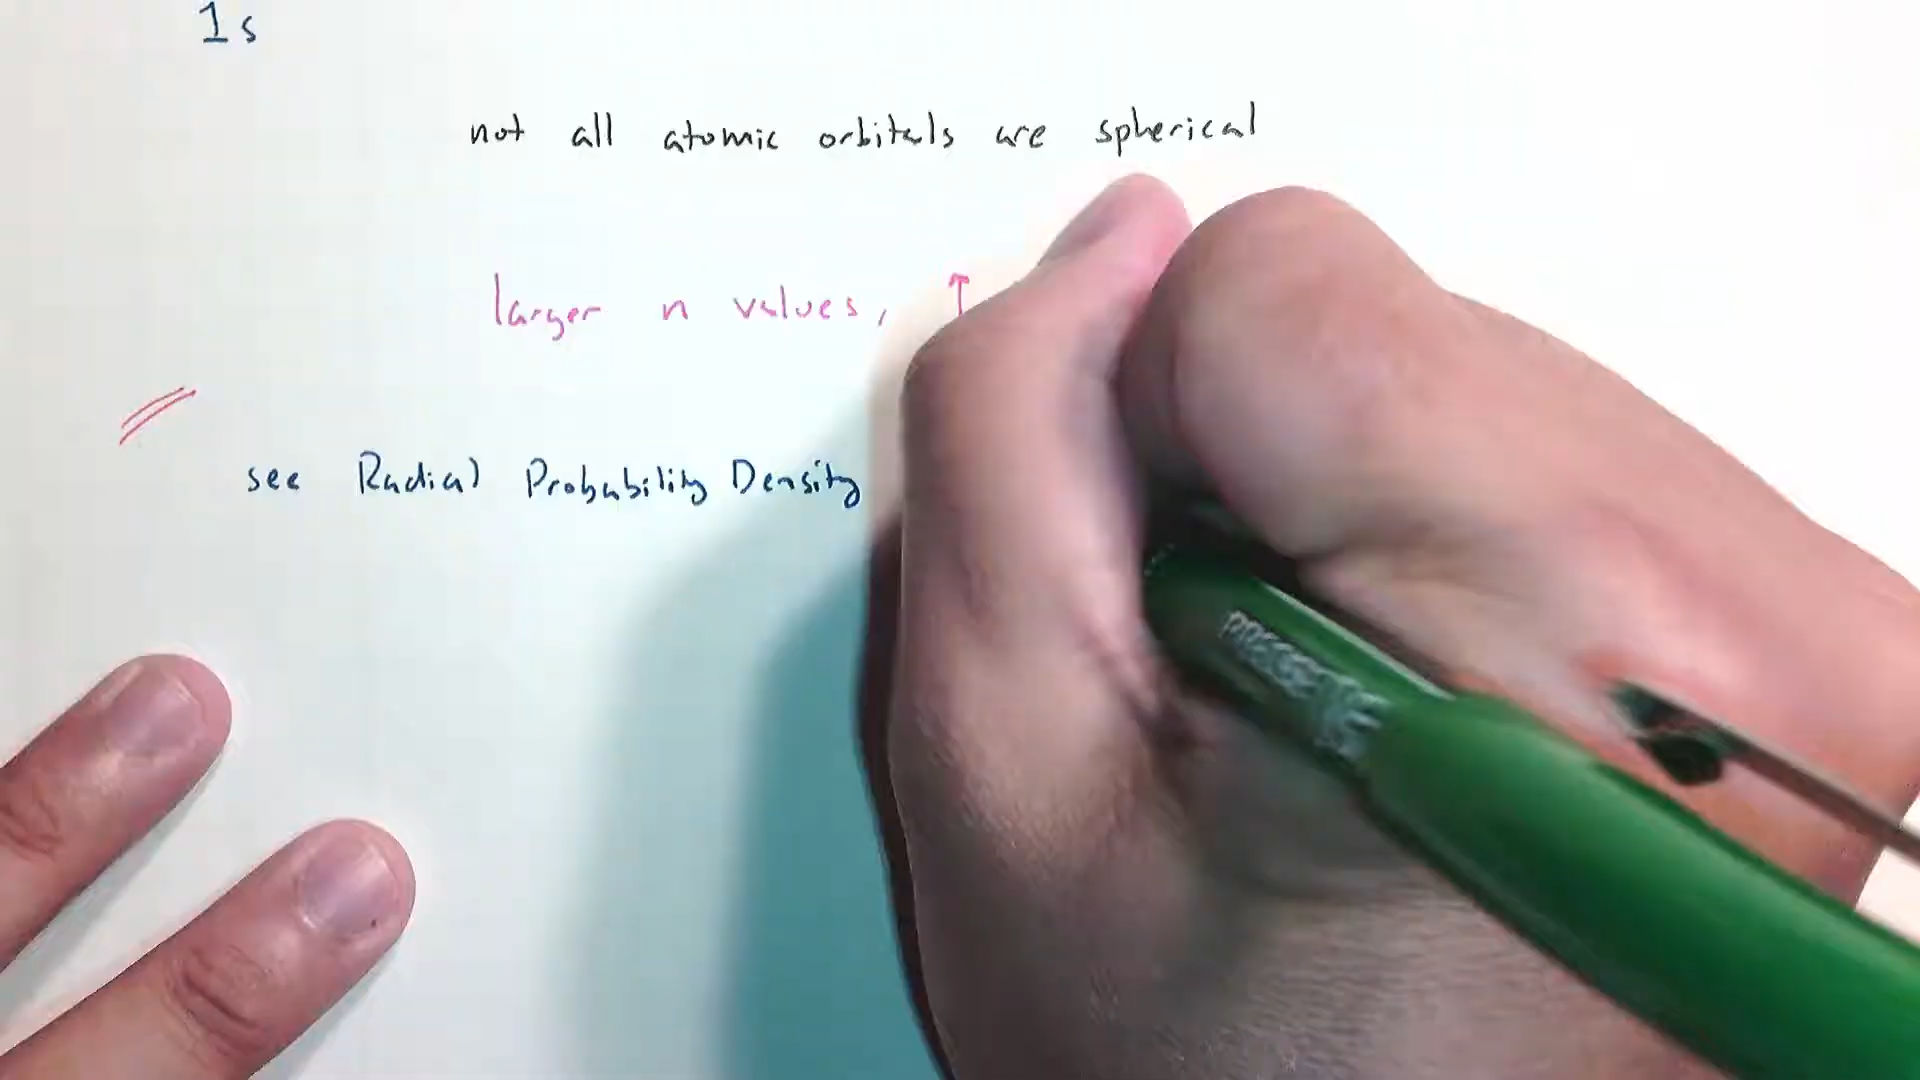 1s
not all atomic orbitals are spherical
larger n values, ↑
see Radial Probability Density